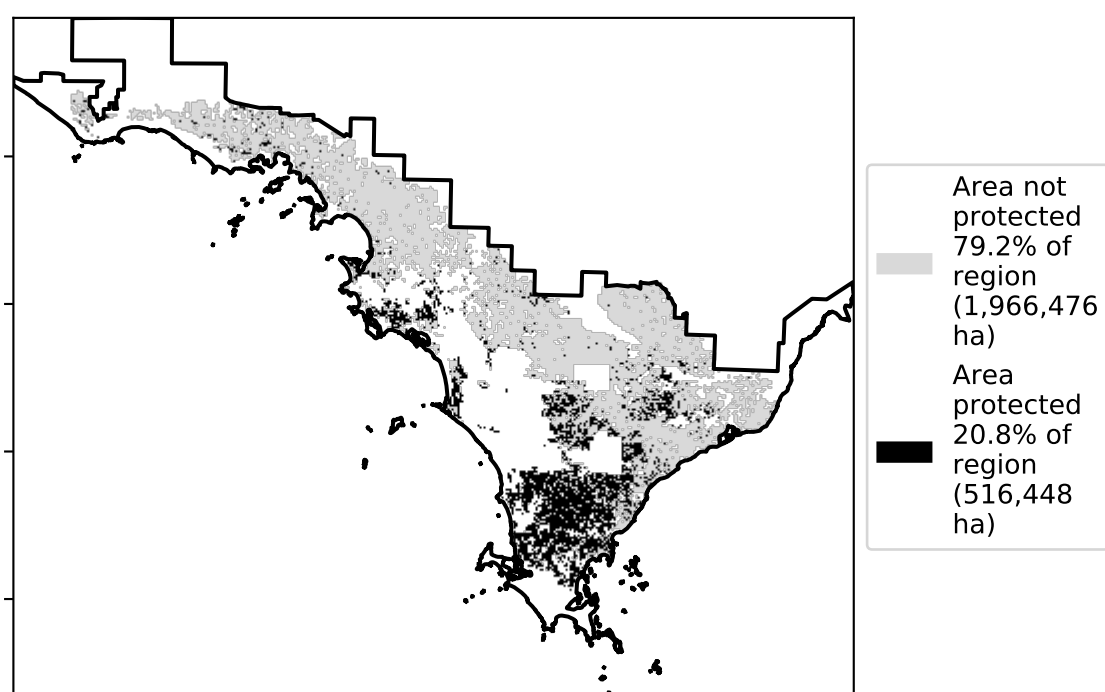 Area not
protected
79.2% of
region
(1,966,476
ha)
Area
protected
20.8% of
region
(516,448
ha)